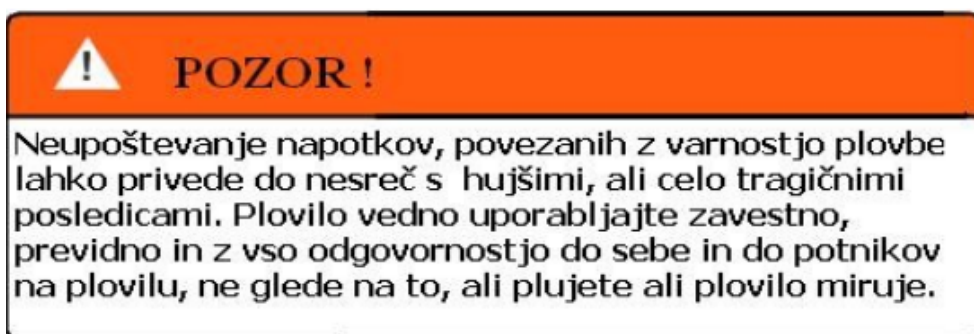 POZOR !
Neupoštevanje napotkov, povezanih z varnostjo plovbe
lahko privede do nesreč s hujšimi, ali celo tragičnimi
posledicami. Plovilo vedno uporabljajte zavestno,
previdno in z vso odgovornostjo do sebe in do potnikov
na plovilu, ne glede na to, ali plujete ali plovilo miruje.